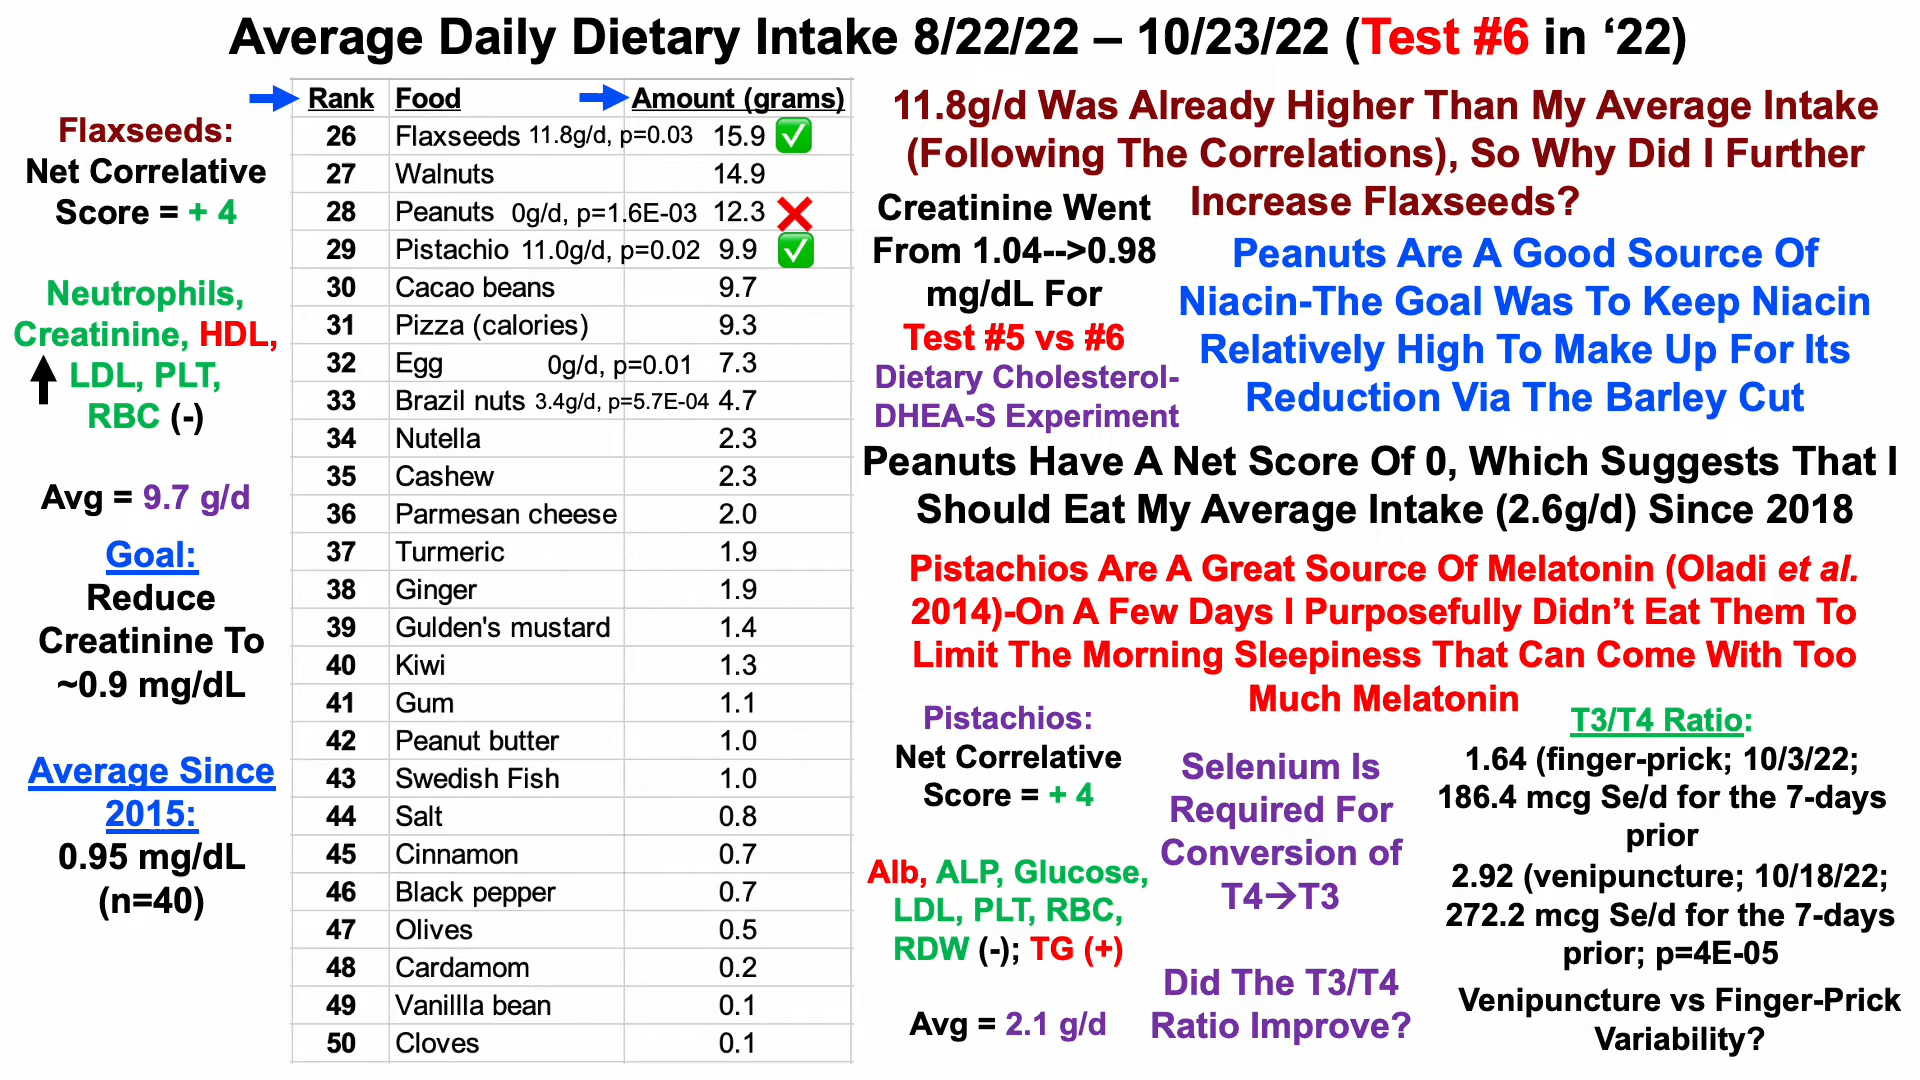 Average Daily Dietary Intake 8/22/22 – 10/23/22 (Test #6 in ‘22)
Flaxseeds:
Net Correlative
Score = + 4
Neutrophils,
Creatinine, HDL,
LDL, PLT,
RBC (-)
Avg = 9.7 g/d
Goal:
Reduce
Creatinine To
~0.9 mg/dL
Average Since
2015:
0.95 mg/dL
(n=40)
Rank Food Amount (grams)
26 Flaxseeds 11.8g/d, p=0.03 15.9 ✅
27 Walnuts 14.9
28 Peanuts 0g/d, p=1.6E-03 12.3 ❌
29 Pistachio 11.0g/d, p=0.02 9.9 ✅
30 Cacao beans 9.7
31 Pizza (calories) 9.3
32 Egg 0g/d, p=0.01 7.3
33 Brazil nuts 3.4g/d, p=5.7E-04 4.7
34 Nutella 2.3
35 Cashew 2.3
36 Parmesan cheese 2.0
37 Turmeric 1.9
38 Ginger 1.9
39 Gulden's mustard 1.4
40 Kiwi 1.3
41 Gum 1.1
42 Peanut butter 1.0
43 Swedish Fish 1.0
44 Salt 0.8
45 Cinnamon 0.7
46 Black pepper 0.7
47 Olives 0.5
48 Cardamom 0.2
49 Vanillla bean 0.1
50 Cloves 0.1
11.8g/d Was Already Higher Than My Average Intake
(Following The Correlations), So Why Did I Further
Increase Flaxseeds?
Creatinine Went
From 1.04-->0.98
mg/dL For
Test #5 vs #6
Dietary Cholesterol-
DHEA-S Experiment
Peanuts Are A Good Source Of
Niacin-The Goal Was To Keep Niacin
Relatively High To Make Up For Its
Reduction Via The Barley Cut
Peanuts Have A Net Score Of 0, Which Suggests That I
Should Eat My Average Intake (2.6g/d) Since 2018
Pistachios Are A Great Source Of Melatonin (Oladi et al.
2014)-On A Few Days I Purposefully Didn’t Eat Them To
Limit The Morning Sleepiness That Can Come With Too
Much Melatonin
Pistachios:
Net Correlative
Score = + 4
Alb, ALP, Glucose,
LDL, PLT, RBC,
RDW (-); TG (+)
Avg = 2.1 g/d
Selenium Is
Required For
Conversion of
T4→T3
Did The T3/T4
Ratio Improve?
T3/T4 Ratio:
1.64 (finger-prick; 10/3/22;
186.4 mcg Se/d for the 7-days
prior
2.92 (venipuncture; 10/18/22;
272.2 mcg Se/d for the 7-days
prior; p=4E-05
Venipuncture vs Finger-Prick
Variability?